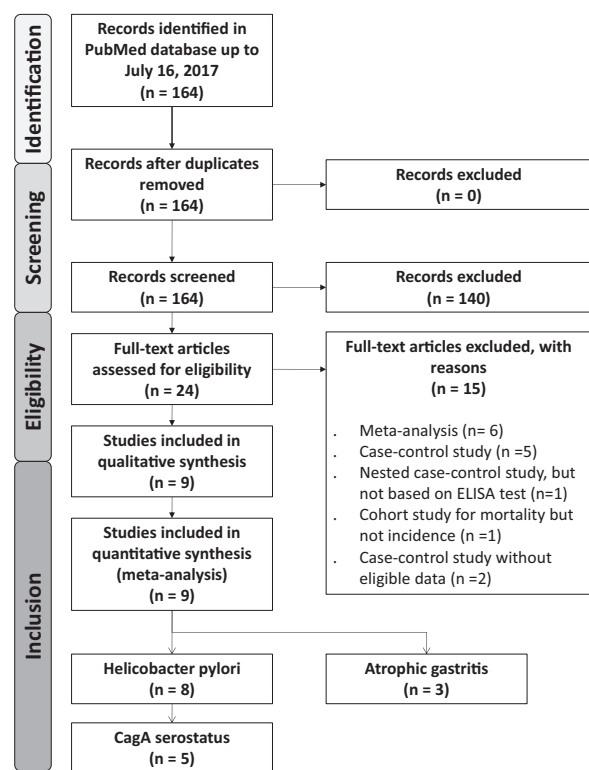 Identification
Records identified in
PubMed database up to
July 16, 2017
(n = 164)
Screening
Records after duplicates
removed
(n = 164)
Records excluded
(n = 0)
Records screened
(n = 164)
Records excluded
(n = 140)
Eligibility
Full-text articles
assessed for eligibility
(n = 24)
Full-text articles excluded, with
reasons
(n = 15)
. Meta-analysis (n= 6)
. Case-control study (n =5)
. Nested case-control study, but
not based on ELISA test (n=1)
. Cohort study for mortality but
not incidence (n =1)
. Case-control study without
eligible data (n =2)
Studies included in
qualitative synthesis
(n = 9)
Inclusion
Studies included in
quantitative synthesis
(meta-analysis)
(n = 9)
Helicobacter pylori
(n = 8)
Atrophic gastritis
(n = 3)
CagA serostatus
(n = 5)